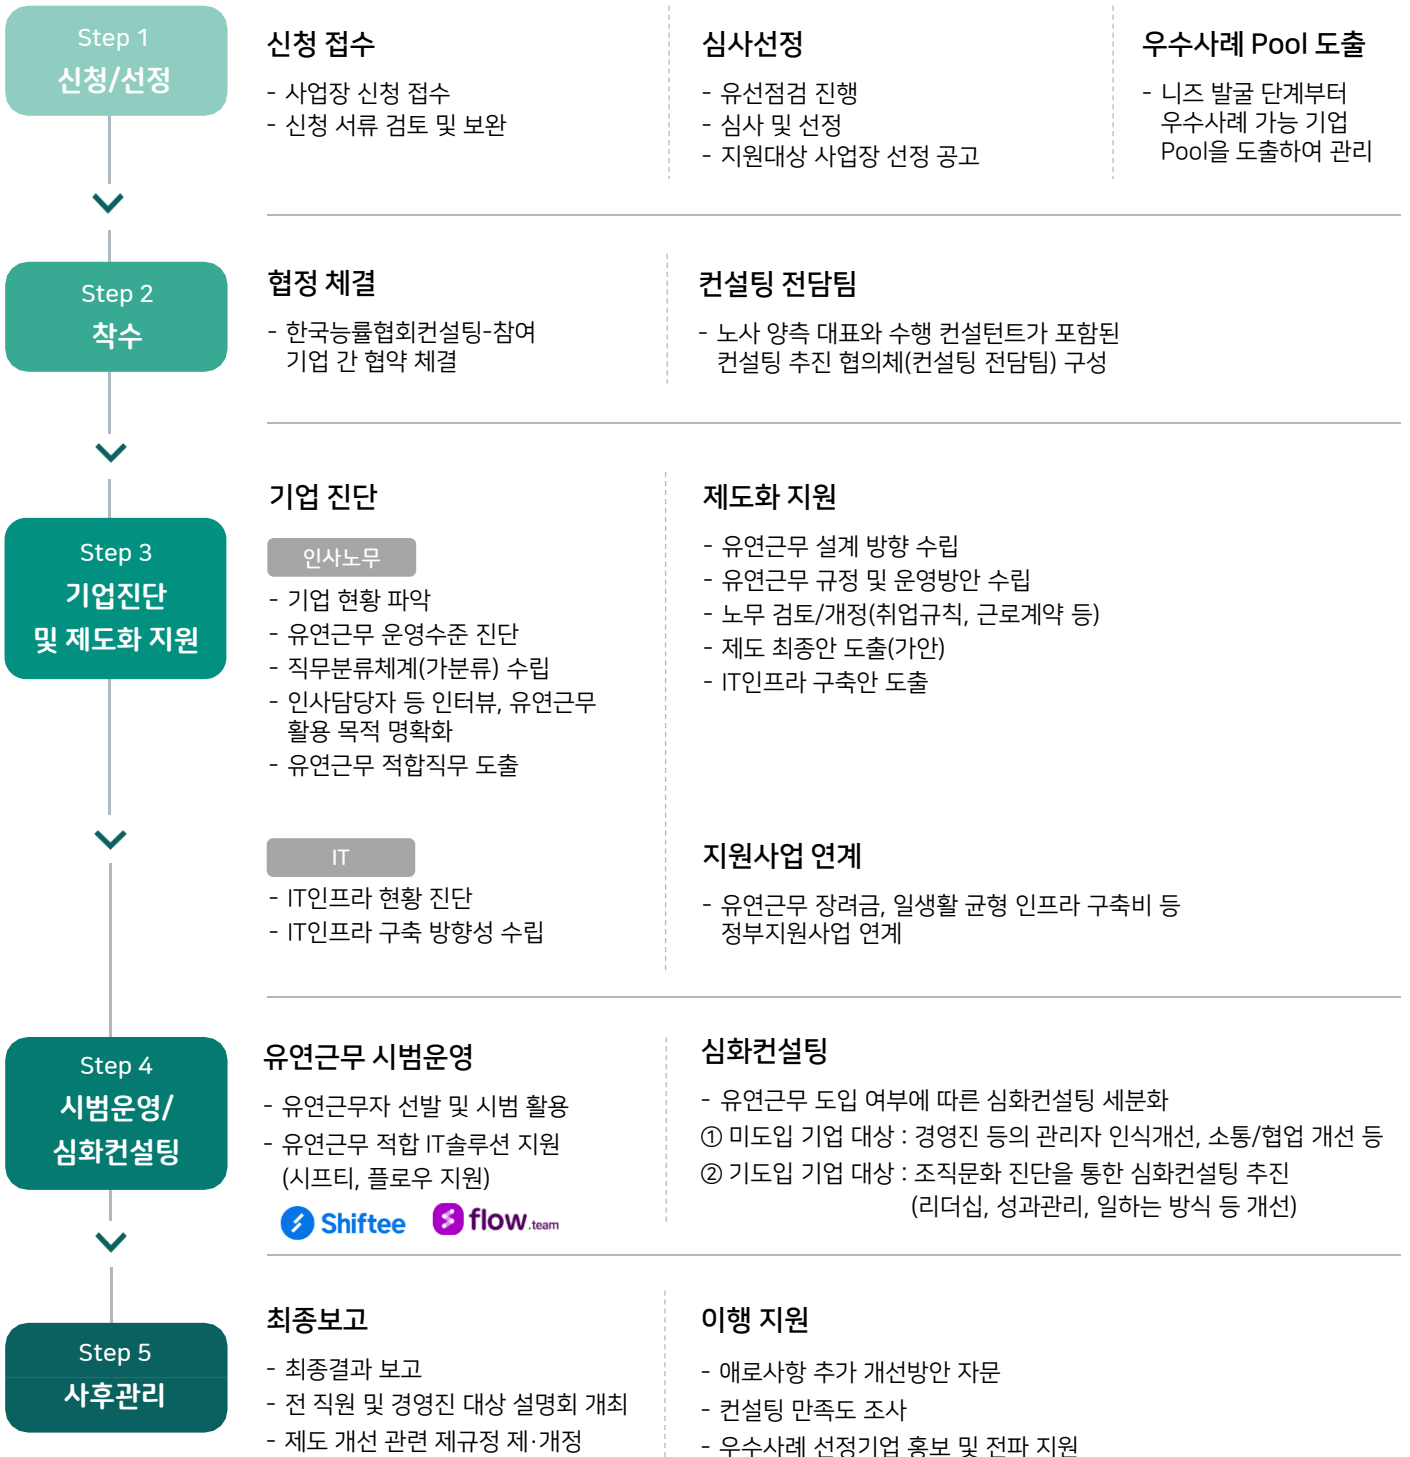 Step 1
신청/선정
신청 접수
- 사업장 신청 접수
- 신청 서류 검토 및 보완
심사선정
- 유선점검 진행
- 심사 및 선정
- 지원대상 사업장 선정 공고
우수사례 Pool 도출
- 니즈 발굴 단계부터
우수사례 가능 기업
Pool을 도출하여 관리
Step 2
착수
협정 체결
- 한국능률협회컨설팅-참여
기업 간 협약 체결
컨설팅 전담팀
- 노사 양측 대표와 수행 컨설턴트가 포함된
컨설팅 추진 협의체(컨설팅 전담팀) 구성
Step 3
기업진단
및 제도화 지원
기업 진단
인사노무
- 기업 현황 파악
- 유연근무 운영수준 진단
- 직무분류체계(가분류) 수립
- 인사담당자 등 인터뷰, 유연근무
활용 목적 명확화
- 유연근무 적합직무 도출
IT
- IT인프라 현황 진단
- IT인프라 구축 방향성 수립
제도화 지원
- 유연근무 설계 방향 수립
- 유연근무 규정 및 운영방안 수립
- 노무 검토/개정(취업규칙, 근로계약 등)
- 제도 최종안 도출(가안)
- IT인프라 구축안 도출
지원사업 연계
- 유연근무 장려금, 일생활 균형 인프라 구축비 등
정부지원사업 연계
Step 4
시범운영/
심화컨설팅
유연근무 시범운영
- 유연근무자 선발 및 시범 활용
- 유연근무 적합 IT솔루션 지원
(시프티, 플로우 지원)
Shiftee
flow.team
심화컨설팅
- 유연근무 도입 여부에 따른 심화컨설팅 세분화
① 미도입 기업 대상 : 경영진 등의 관리자 인식개선, 소통/협업 개선 등
② 기도입 기업 대상 : 조직문화 진단을 통한 심화컨설팅 추진
(리더십, 성과관리, 일하는 방식 등 개선)
Step 5
사후관리
최종보고
- 최종결과 보고
- 전 직원 및 경영진 대상 설명회 개최
- 제도 개선 관련 제규정 제·개정
이행 지원
- 애로사항 추가 개선방안 자문
- 컨설팅 만족도 조사
- 우수사례 선정기업 홍보 및 전파 지원